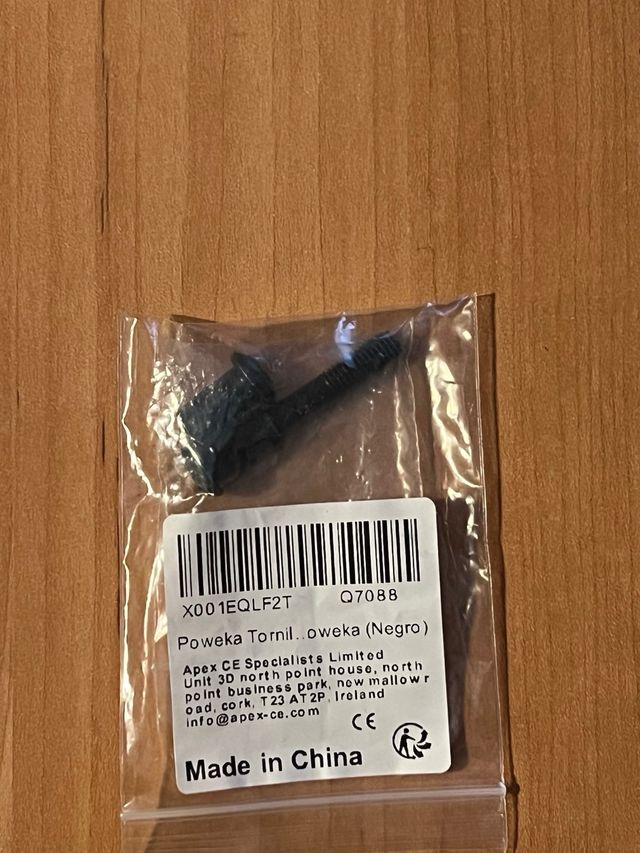 X001EQLF2T Q7088
Poweka Tornil..oweka (Negro)
Apex CE Specialists Limited
Unit 3D north point house, north
point business park, new mallow r
oad, cork, T23 AT2P, Ireland
info@apex-ce.com
CE
Made in China